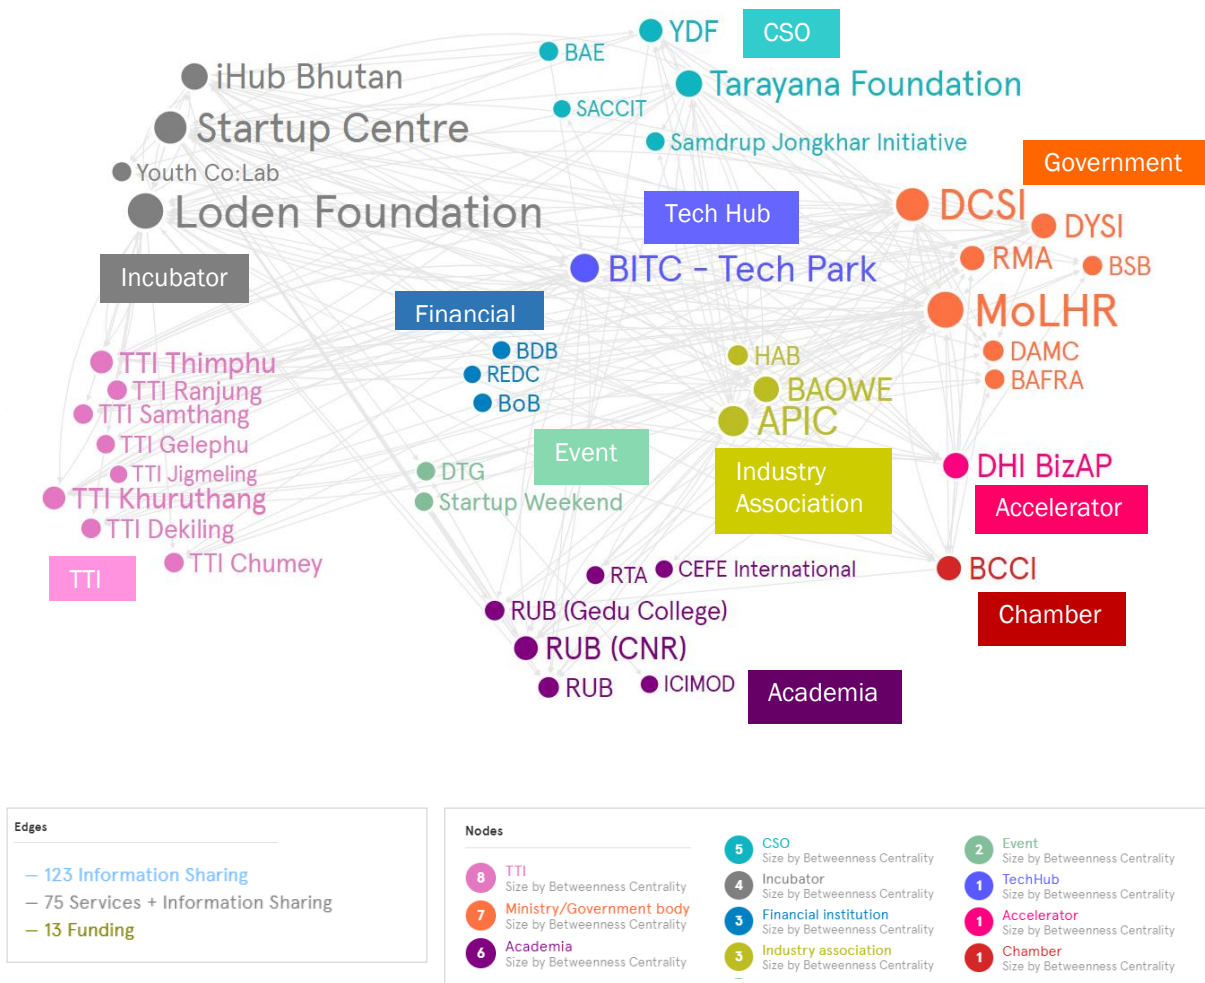 YDF
CSO
BAE
iHub Bhutan
Tarayana Foundation
SACCIT
Startup Centre
Samdrup Jongkhar Initiative
Government
Youth Co:Lab
Loden Foundation
Tech Hub
DCSI
DYSI
RMA
BSB
BITC - Tech Park
Incubator
Financial
MoLHR
BDB
HAB
DAMC
TTI Thimphu
REDC
BAOWE
BAFRA
TTI Ranjung
BoB
TTI Samthang
APIC
TTI Gelephu
Event
DTG
Industry
Association
DHI BizAP
TTI Jigmeling
TTI Khuruthang
Startup Weekend
Accelerator
TTI Dekiling
TTI Chumey
TTI
RTA
CEFE International
BCCI
RUB (Gedu College)
Chamber
RUB (CNR)
RUB
ICIMOD
Academia
Edges
– 123 Information Sharing
– 75 Services + Information Sharing
– 13 Funding
Nodes
8 TTI
Size by Betweenness Centrality
7 Ministry/Government body
Size by Betweenness Centrality
6 Academia
Size by Betweenness Centrality
5 CSO
Size by Betweenness Centrality
4 Incubator
Size by Betweenness Centrality
3 Financial institution
Size by Betweenness Centrality
3 Industry association
Size by Betweenness Centrality
2 Event
Size by Betweenness Centrality
1 TechHub
Size by Betweenness Centrality
1 Accelerator
Size by Betweenness Centrality
1 Chamber
Size by Betweenness Centrality